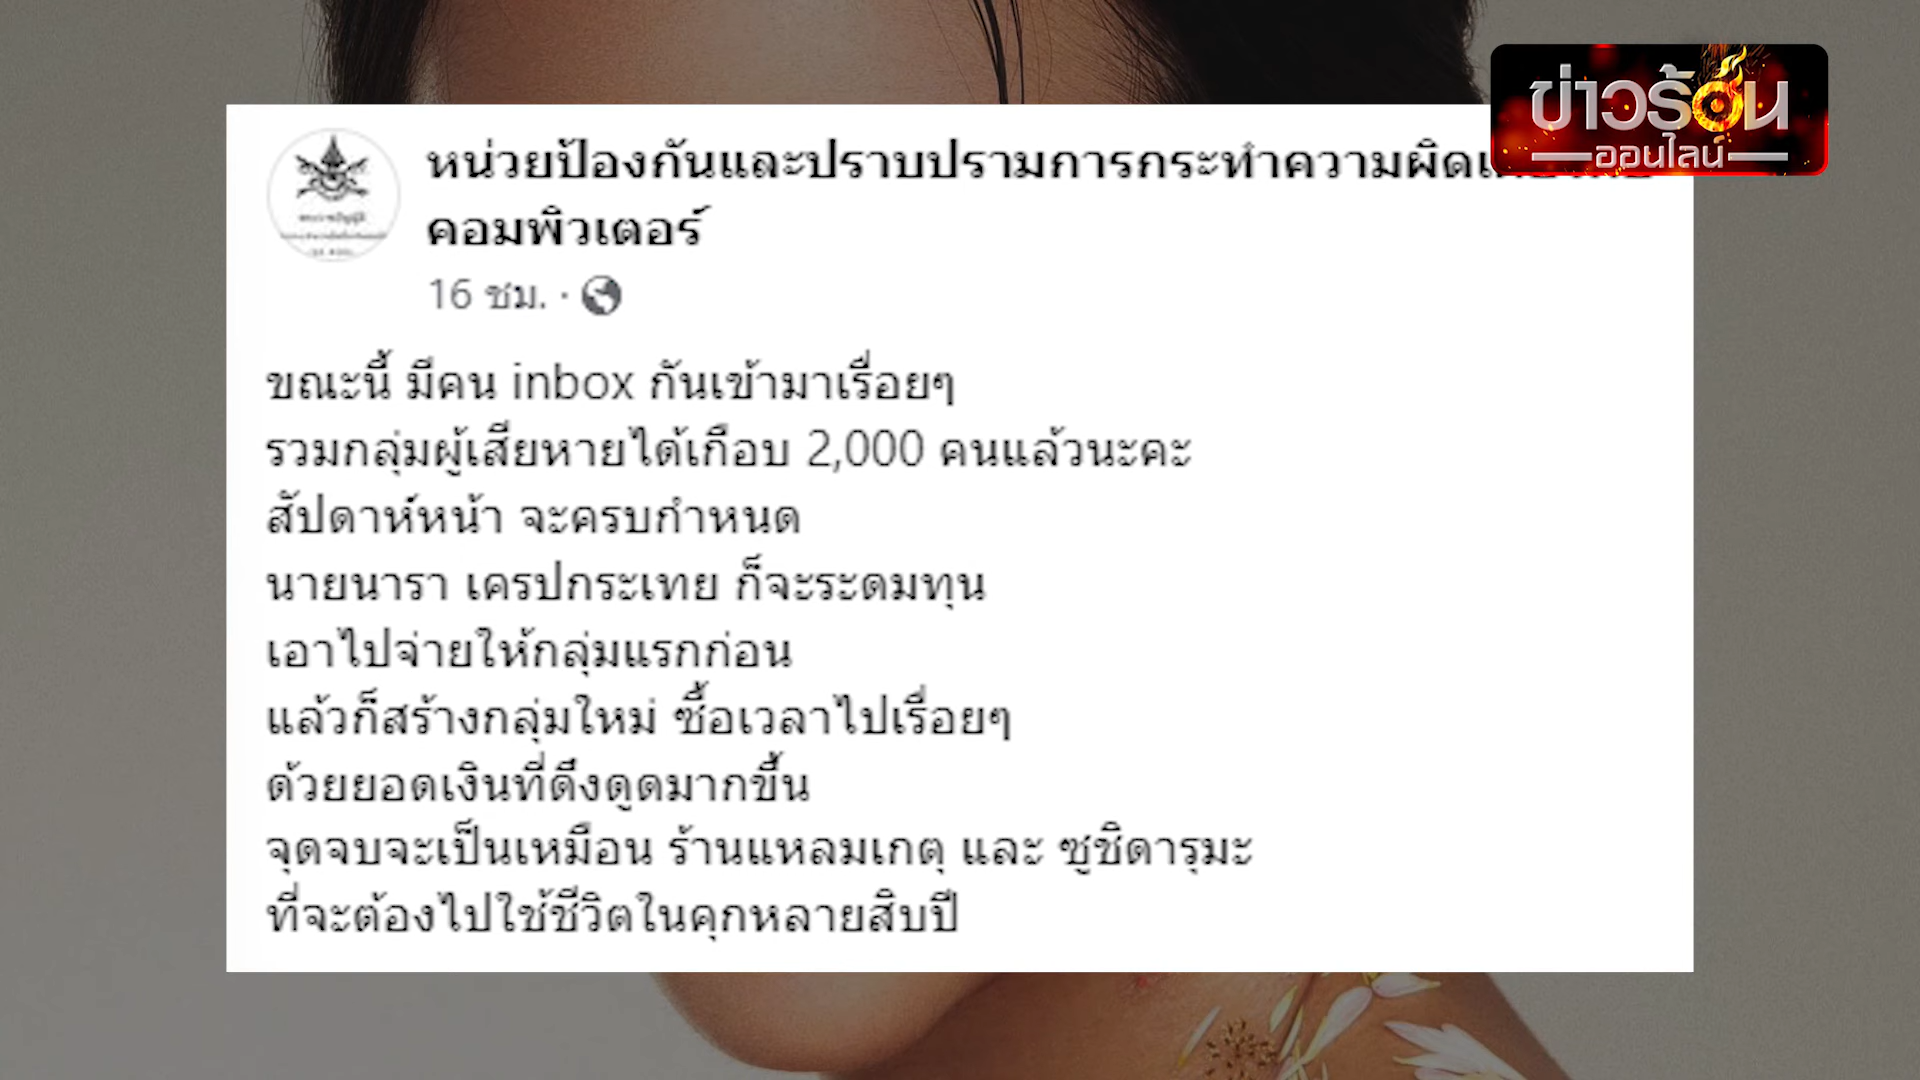 ข่าวร้อน
ออนไลน์
หน่วยป้องกันและปราบปรามการกระทำความผิด
คอมพิวเตอร์
16 ชม.
ขณะนี้ มีคน inbox กันเข้ามาเรื่อยๆ
รวมกลุ่มผู้เสียหายได้เกือบ 2,000 คนแล้วนะคะ
สัปดาห์หน้า จะครบกำหนด
นายนารา เครปกระเทย ก็จะระดมทุน
เอาไปจ่ายให้กลุ่มแรกก่อน
แล้วก็สร้างกลุ่มใหม่ ซื้อเวลาไปเรื่อยๆ
ด้วยยอดเงินที่ดึงดูดมากขึ้น
จุดจบจะเป็นเหมือน ร้านแหลมเกตุ และ ซูชิดารุมะ
ที่จะต้องไปใช้ชีวิตในคุกหลายสิบปี